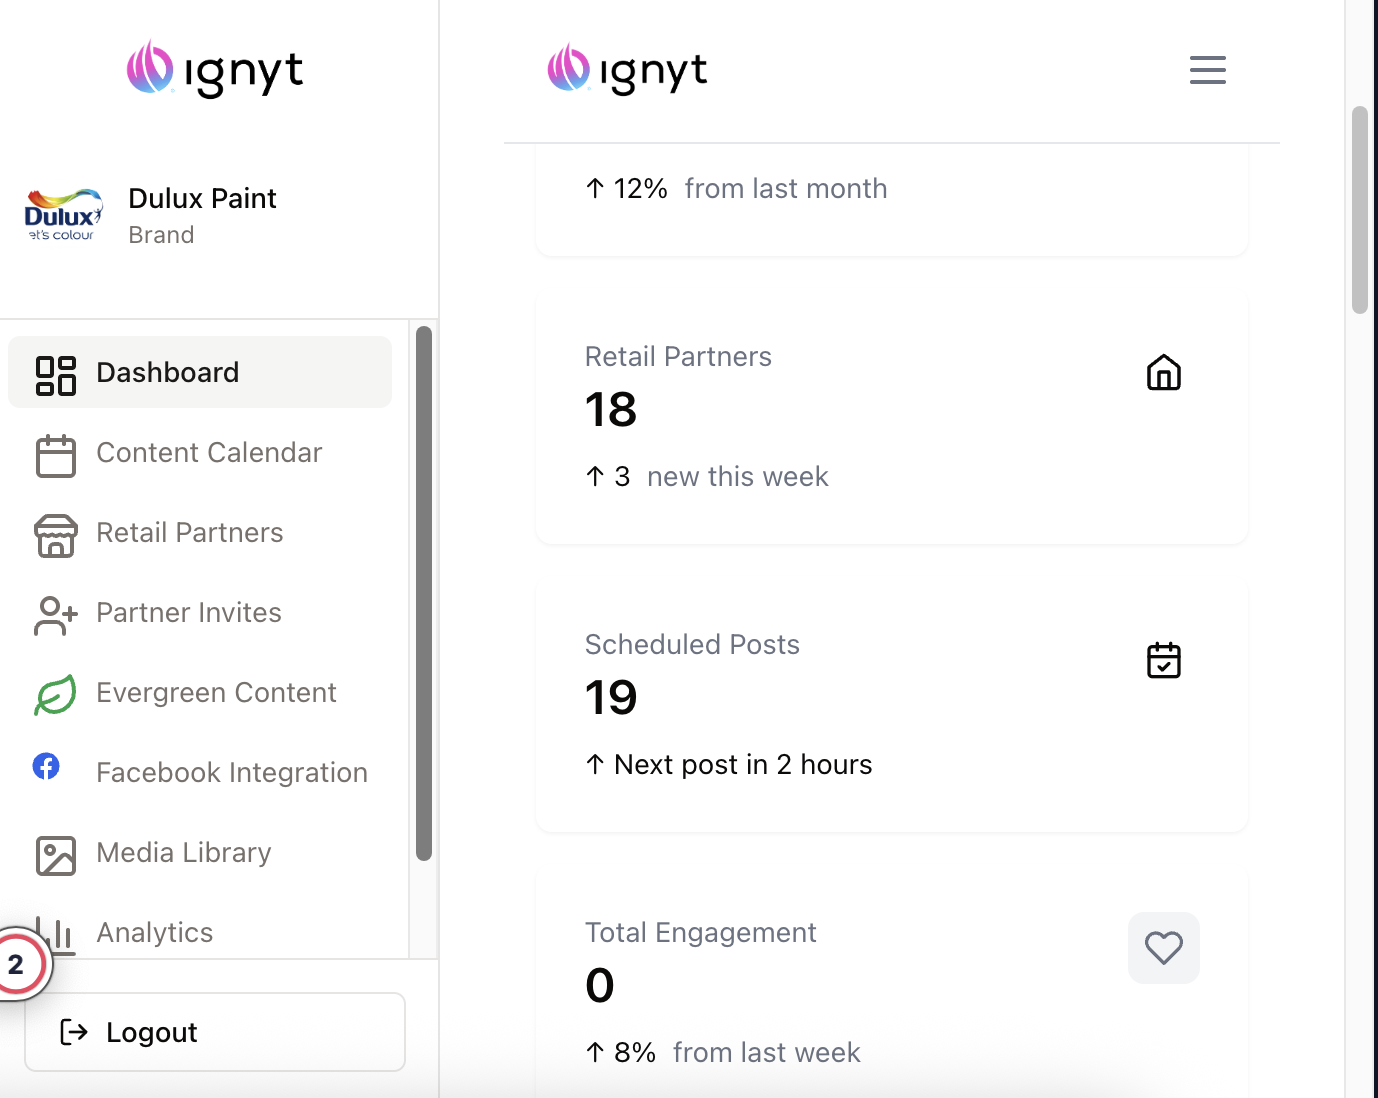 ignyt
Dulux Paint
Brand
Dulux
et's colour
Dashboard
Content Calendar
Retail Partners
Partner Invites
Evergreen Content
Facebook Integration
Media Library
Analytics
2
Logout
ignyt
↑ 12% from last month
Retail Partners
18
↑ 3 new this week
Scheduled Posts
19
↑ Next post in 2 hours
Total Engagement
0
↑ 8% from last week